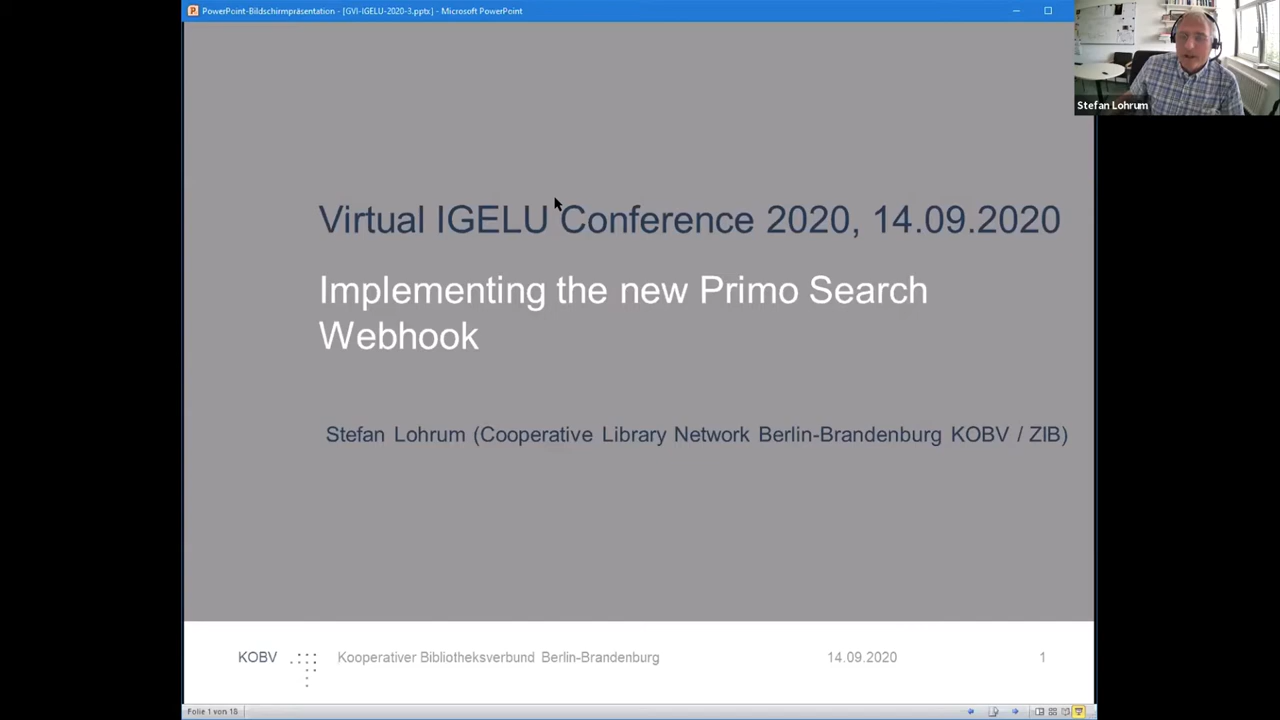 PowerPoint-Bildschirmpräsentation - [GVI-IGELU-2020-3.pptx] - Microsoft PowerPoint
Stefan Lohrum
Virtual IGELU Conference 2020, 14.09.2020
Implementing the new Primo Search
Webhook
Stefan Lohrum (Cooperative Library Network Berlin-Brandenburg KOBV / ZIB)
KOBV Kooperativer Bibliotheksverbund Berlin-Brandenburg 14.09.2020 1
Folie 1 von 18